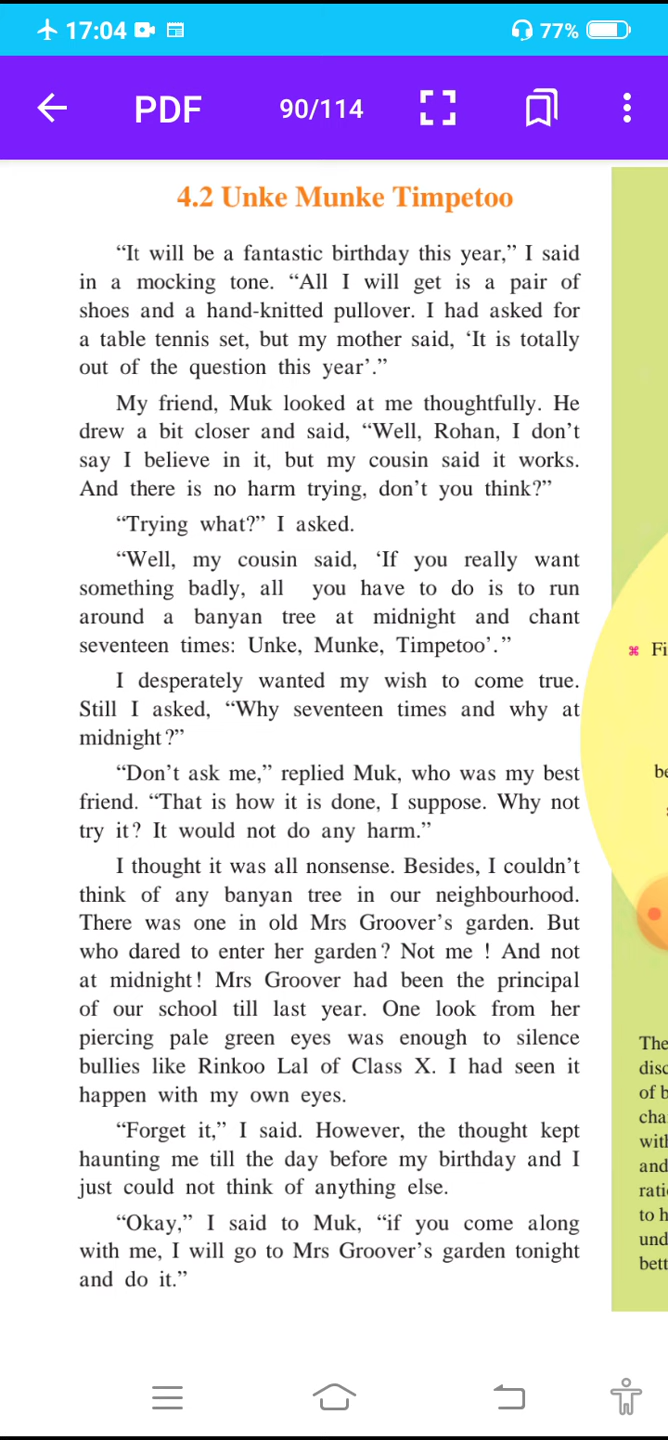 17:04
77%
PDF
90/114
4.2 Unke Munke Timpetoo
“It will be a fantastic birthday this year,” I said
in a mocking tone. “All I will get is a pair of
shoes and a hand-knitted pullover. I had asked for
a table tennis set, but my mother said, ‘It is totally
out of the question this year’.”
My friend, Muk looked at me thoughtfully. He
drew a bit closer and said, “Well, Rohan, I don’t
say I believe in it, but my cousin said it works.
And there is no harm trying, don’t you think?”
“Trying what?” I asked.
“Well, my cousin said, ‘If you really want
something badly, all you have to do is to run
around a banyan tree at midnight and chant
seventeen times: Unke, Munke, Timpetoo’.”
I desperately wanted my wish to come true.
Still I asked, “Why seventeen times and why at
midnight?”
“Don’t ask me,” replied Muk, who was my best
friend. “That is how it is done, I suppose. Why not
try it? It would not do any harm.”
I thought it was all nonsense. Besides, I couldn’t
think of any banyan tree in our neighbourhood.
There was one in old Mrs Groover’s garden. But
who dared to enter her garden? Not me ! And not
at midnight! Mrs Groover had been the principal
of our school till last year. One look from her
piercing pale green eyes was enough to silence
bullies like Rinkoo Lal of Class X. I had seen it
happen with my own eyes.
“Forget it,” I said. However, the thought kept
haunting me till the day before my birthday and I
just could not think of anything else.
“Okay,” I said to Muk, “if you come along
with me, I will go to Mrs Groover’s garden tonight
and do it.”
Fi
be
The
disc
of b
cha
with
and
rati
to h
und
bett